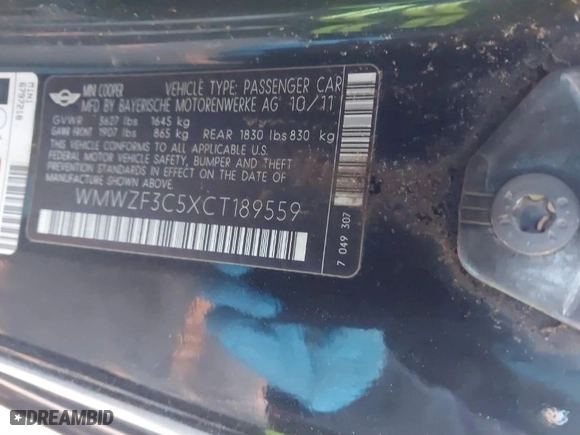 MINI COOPER
VEHICLE TYPE: PASSENGER CAR
MFD BY BAYERISCHE MOTORENWERKE AG 10/11
GVWR 3627 lbs 1645 kg
GAWR FRONT 1907 lbs 865 kg REAR 1830 lbs 830 kg
THIS VEHICLE CONFORMS TO ALL APPLICABLE U.S.
FEDERAL MOTOR VEHICLE SAFETY, BUMPER AND THEFT
PREVENTION STANDARDS IN EFFECT ON THE DATE OF
MANUFACTURE SHOWN ABOVE.
WMWZF3C5XCT189559
7 049 307
MINI
6797218
DREAMBID